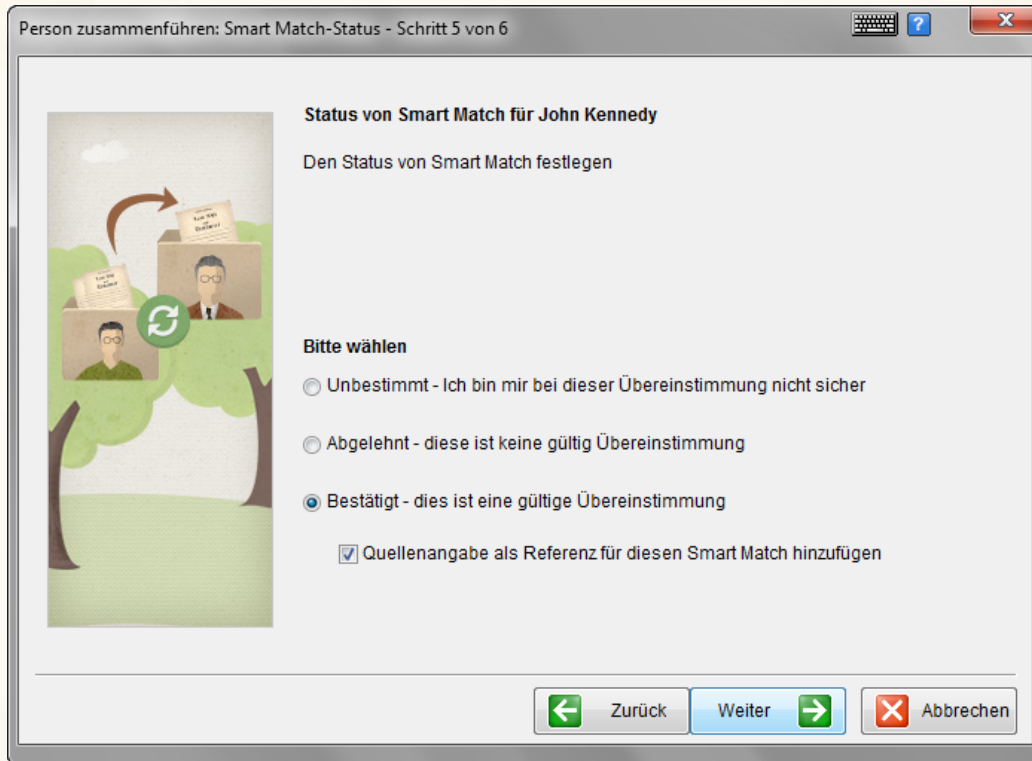 Person zusammenführen: Smart Match-Status - Schritt 5 von 6
?
Status von Smart Match für John Kennedy
Den Status von Smart Match festlegen
Bitte wählen
Unbestimmt - Ich bin mir bei dieser Übereinstimmung nicht sicher
Abgelehnt - diese ist keine gültig Übereinstimmung
Bestätigt - dies ist eine gültige Übereinstimmung
Quellenangabe als Referenz für diesen Smart Match hinzufügen
Zurück Weiter Abbrechen